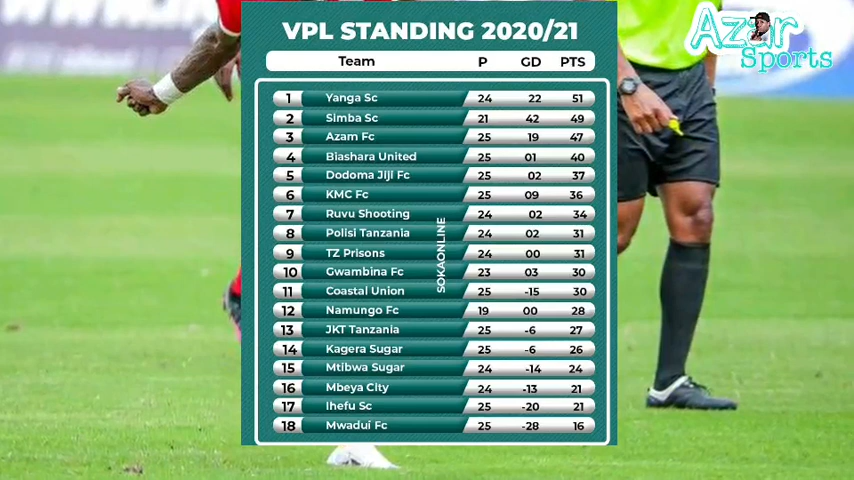 VPL STANDING 2020/21
Team P GD PTS
1 Yanga Sc 24 22 51
2 Simba Sc 21 42 49
3 Azam Fc 25 19 47
4 Biashara United 25 01 40
5 Dodoma Jiji Fc 25 02 37
6 KMC Fc 25 09 36
7 Ruvu Shooting 24 02 34
8 Polisi Tanzania 24 02 31
9 TZ Prisons 24 00 31
10 Gwambina Fc 23 03 30
11 Coastal Union 25 -15 30
12 Namungo Fc 19 00 28
13 JKT Tanzania 25 -6 27
14 Kagera Sugar 25 -6 26
15 Mtibwa Sugar 24 -14 24
16 Mbeya City 24 -13 21
17 Ihefu Sc 25 -20 21
18 Mwadui Fc 25 -28 16
SOKAONLINE
Azar
Sports